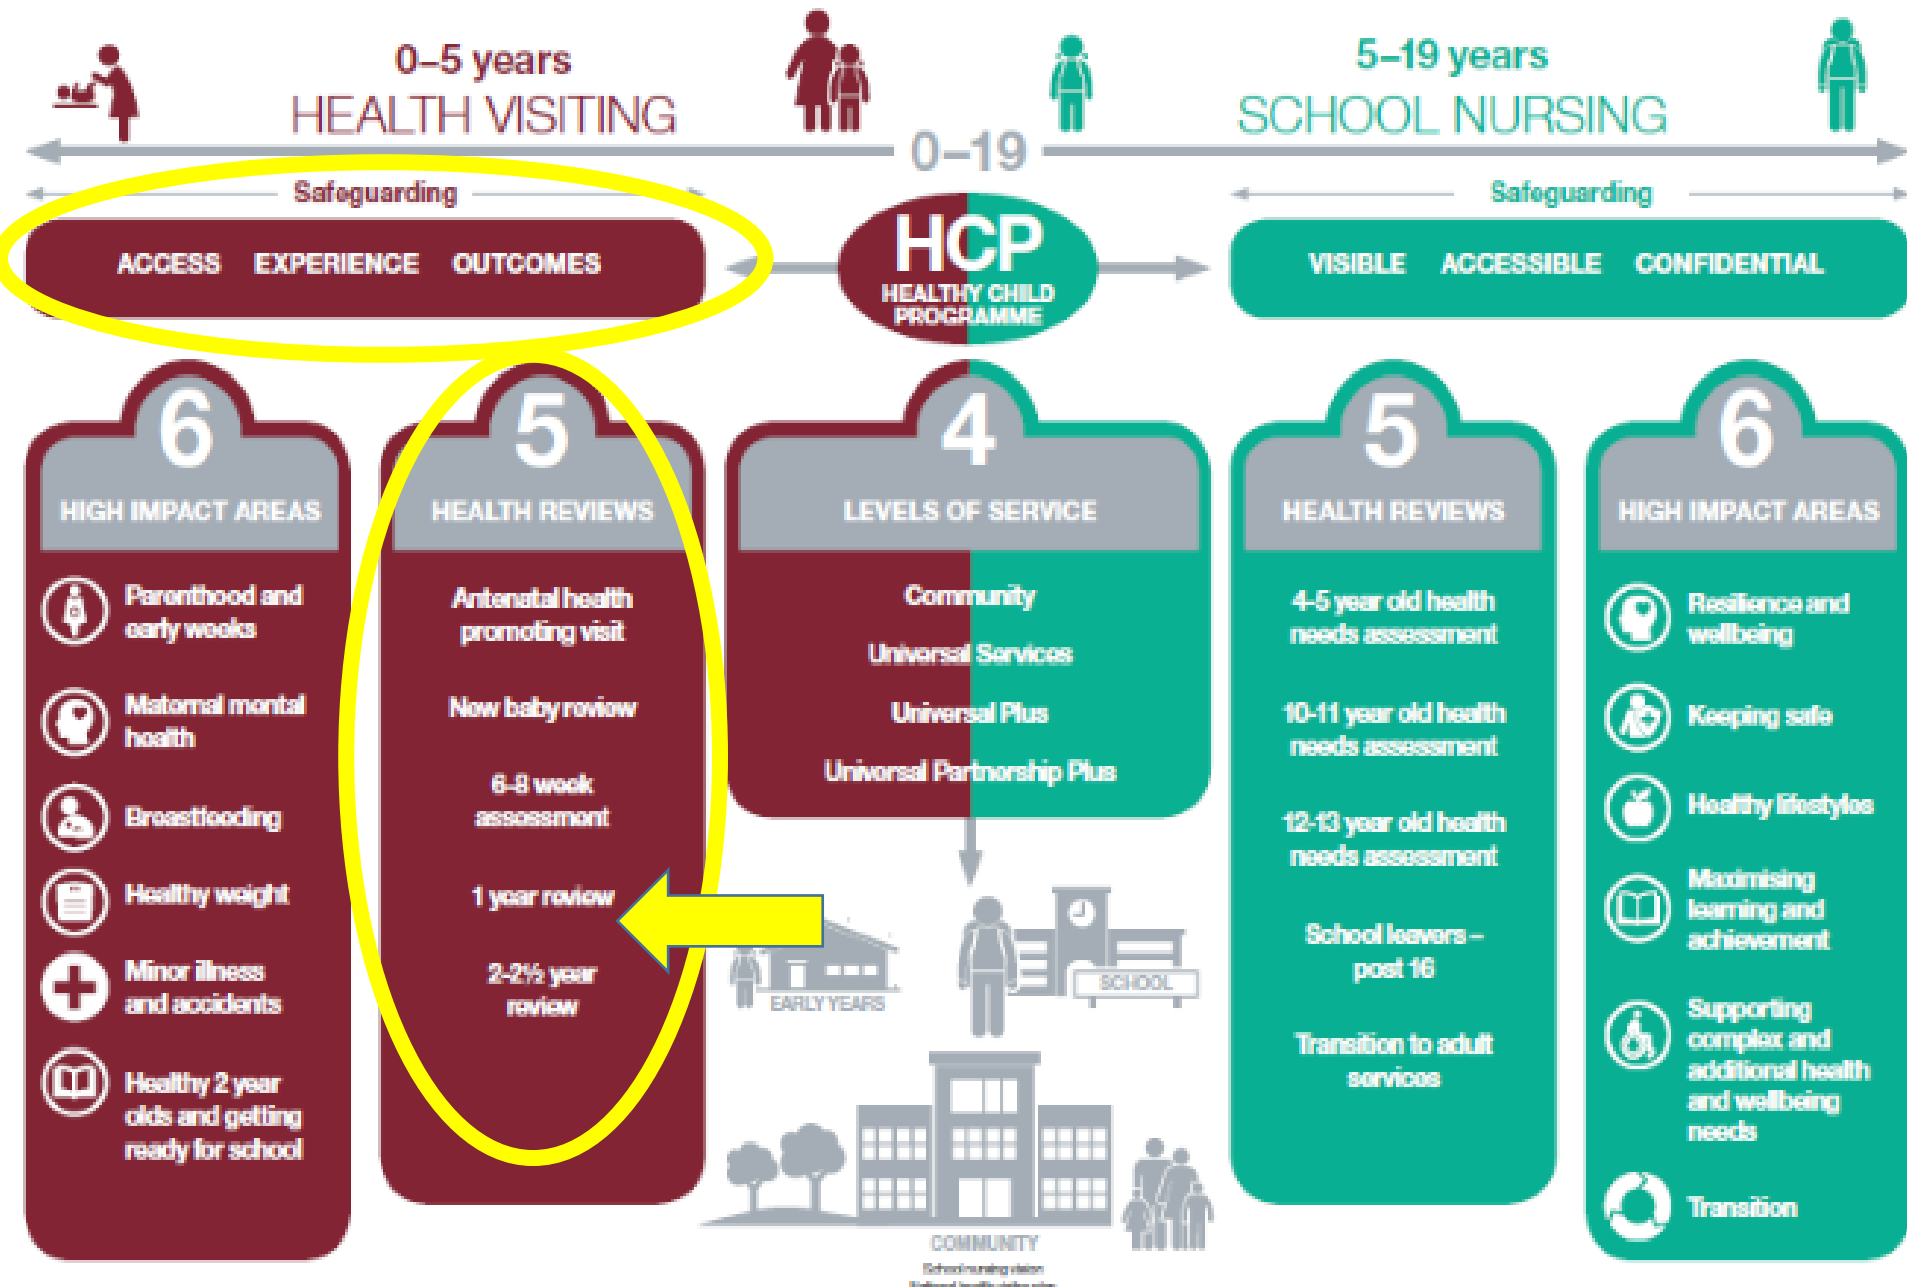 0–5 years
HEALTH VISITING
5–19 years
SCHOOL NURSING
0–19
Safeguarding
Safeguarding
ACCESS EXPERIENCE OUTCOMES
HCP
HEALTHY CHILD
PROGRAMME
VISIBLE ACCESSIBLE CONFIDENTIAL
6
HIGH IMPACT AREAS
Parenthood and
early weeks
Maternal mental
health
Breastfeeding
Healthy weight
Minor illness
and accidents
Healthy 2 year
olds and getting
ready for school
5
HEALTH REVIEWS
Antenatal health
promoting visit
New baby review
6-8 week
assessment
1 year review
2-2½ year
review
4
LEVELS OF SERVICE
Community
Universal Services
Universal Plus
Universal Partnership Plus
EARLY YEARS
SCHOOL
COMMUNITY
School nursing vision
National health visitor plan
5
HEALTH REVIEWS
4-5 year old health
needs assessment
10-11 year old health
needs assessment
12-13 year old health
needs assessment
School leavers –
post 16
Transition to adult
services
6
HIGH IMPACT AREAS
Resilience and
wellbeing
Keeping safe
Healthy lifestyles
Maximising
learning and
achievement
Supporting
complex and
additional health
and wellbeing
needs
Transition